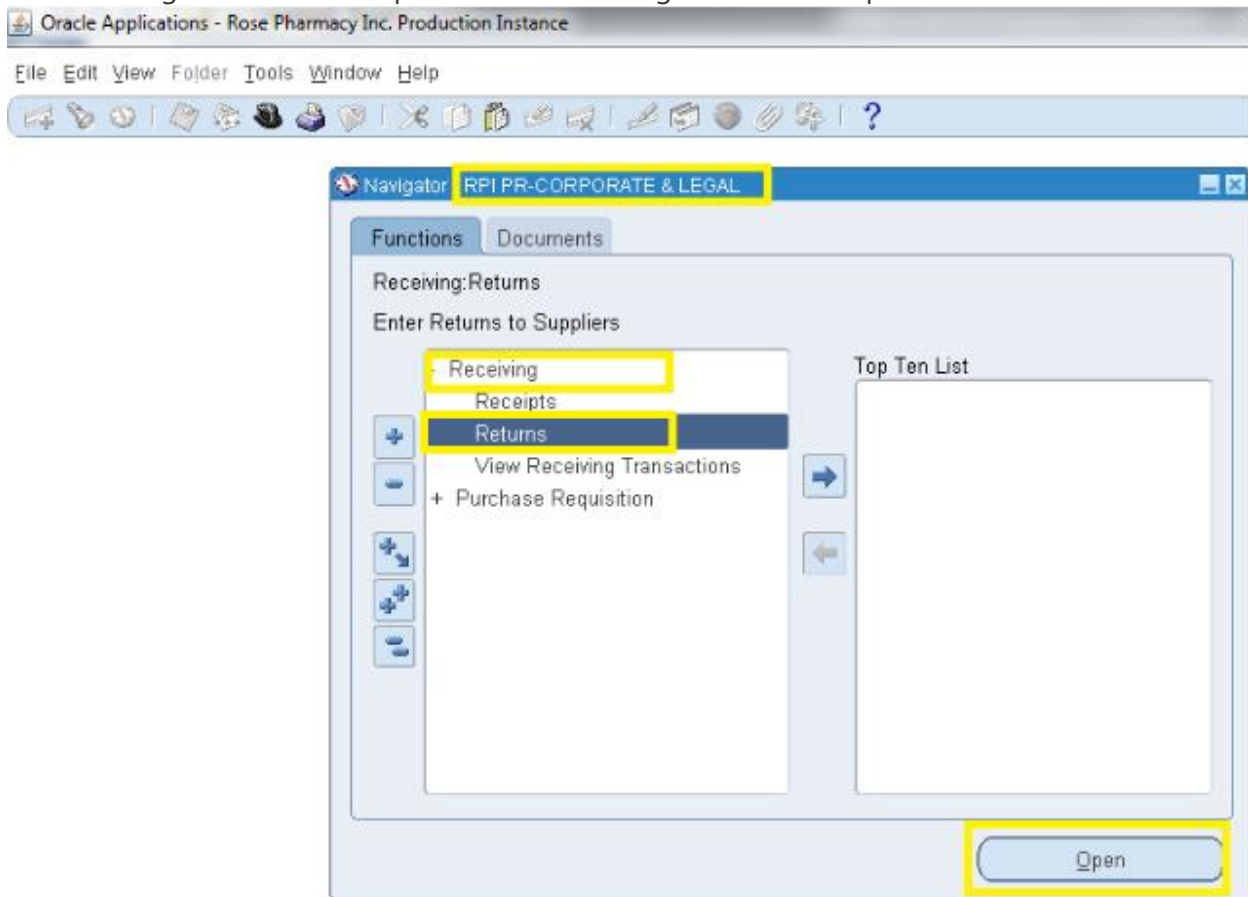 Oracle Applications - Rose Pharmacy Inc. Production Instance
File Edit View Folder Tools Window Help
?
Navigator RPI PR-CORPORATE & LEGAL
Functions Documents
Receiving:Returns
Enter Returns to Suppliers
- Receiving
Top Ten List
Receipts
Returns
View Receiving Transactions
+ Purchase Requisition
Open